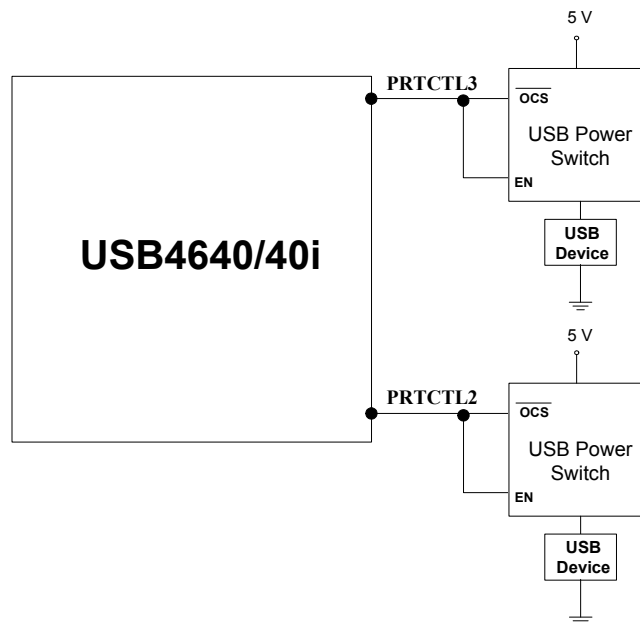 5 V
PRTCTL3
OCS
USB Power
Switch
EN
USB
Device
USB4640/40i
5 V
PRTCTL2
OCS
USB Power
Switch
EN
USB
Device